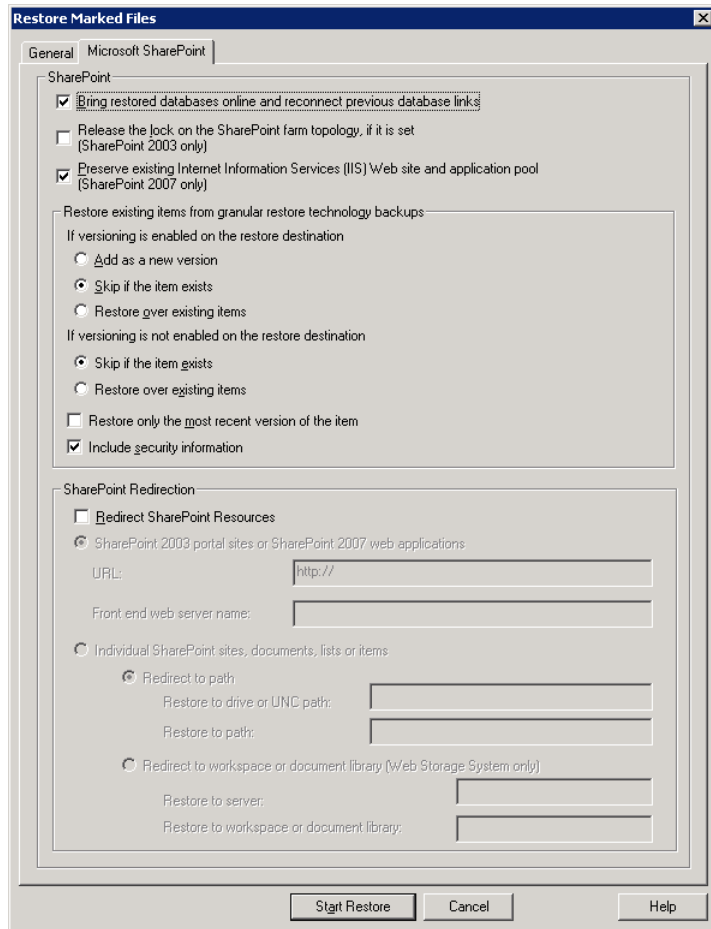 Restore Marked Files
General
Microsoft SharePoint
SharePoint
Bring restored databases online and reconnect previous database links
Release the lock on the SharePoint farm topology, if it is set
(SharePoint 2003 only)
Preserve existing Internet Information Services (IIS) Web site and application pool
(SharePoint 2007 only)
Restore existing items from granular restore technology backups
If versioning is enabled on the restore destination
Add as a new version
Skip if the item exists
Restore over existing items
If versioning is not enabled on the restore destination
Skip if the item exists
Restore over existing items
Restore only the most recent version of the item
Include security information
SharePoint Redirection
Redirect SharePoint Resources
SharePoint 2003 portal sites or SharePoint 2007 web applications
URL: http://
Front end web server name:
Individual SharePoint sites, documents, lists or items
Redirect to path
Restore to drive or UNC path:
Restore to path:
Redirect to workspace or document library (Web Storage System only)
Restore to server:
Restore to workspace or document library:
Start Restore Cancel Help